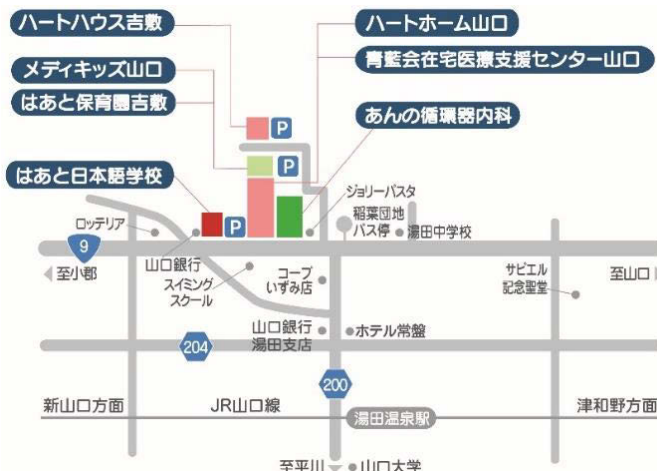 ハートハウス吉敷
ハートホーム山口
メディキッズ山口
青藍会在宅医療支援センター山口
はあと保育園吉敷
あんの循環器内科
P
P
はあと日本語学校
ジョリーパスタ
ロッテリア
P
稲葉団地
バス停
湯田中学校
9
山口銀行
至小郡
スイミング
スクール
コープ
いずみ店
サビエル
記念聖堂
至山口
山口銀行
湯田支店
ホテル常盤
204
200
新山口方面
JR山口線
湯田温泉駅
津和野方面
至平川
山口大学